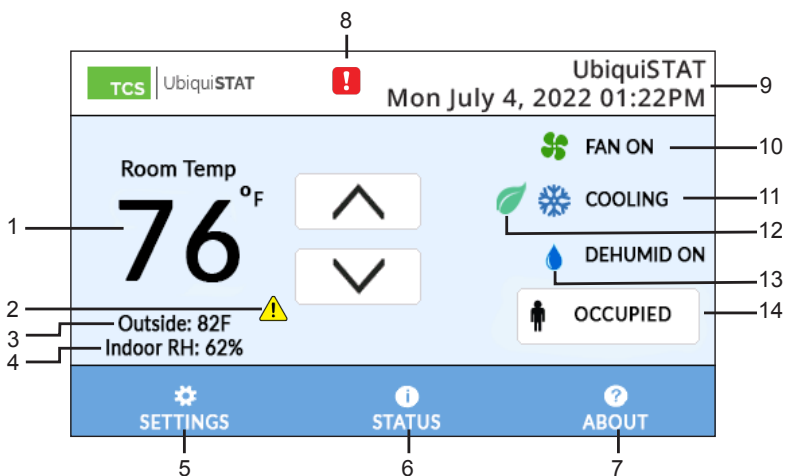 8
TCS UbiquiSTAT
!
UbiquiSTAT
Mon July 4, 2022 01:22PM
9
FAN ON
10
Room Temp
76°F
1
COOLING
11
12
DEHUMID ON
13
2
!
OCCUPIED
14
Outside: 82F
3
Indoor RH: 62%
4
i
?
SETTINGS
STATUS
ABOUT
5
6
7